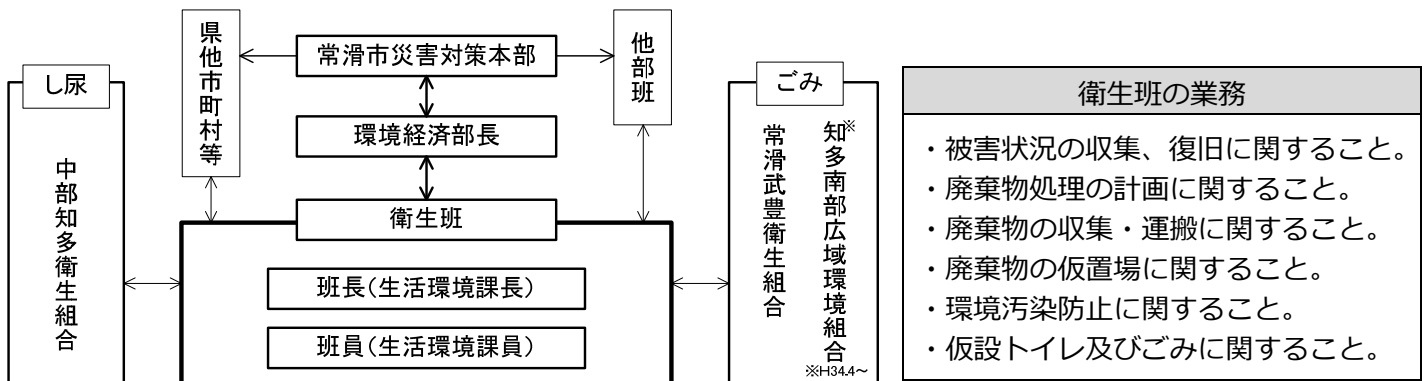 し尿
中部知多衛生組合
県他市町村等
常滑市災害対策本部
環境経済部長
衛生班
班長(生活環境課長)
班員(生活環境課員)
他部班
ごみ
知多南部広域環境組合※
常滑武豊衛生組合
※H34.4～
衛生班の業務
・被害状況の収集、復旧に関すること。
・廃棄物処理の計画に関すること。
・廃棄物の収集・運搬に関すること。
・廃棄物の仮置場に関すること。
・環境汚染防止に関すること。
・仮設トイレ及びごみに関すること。